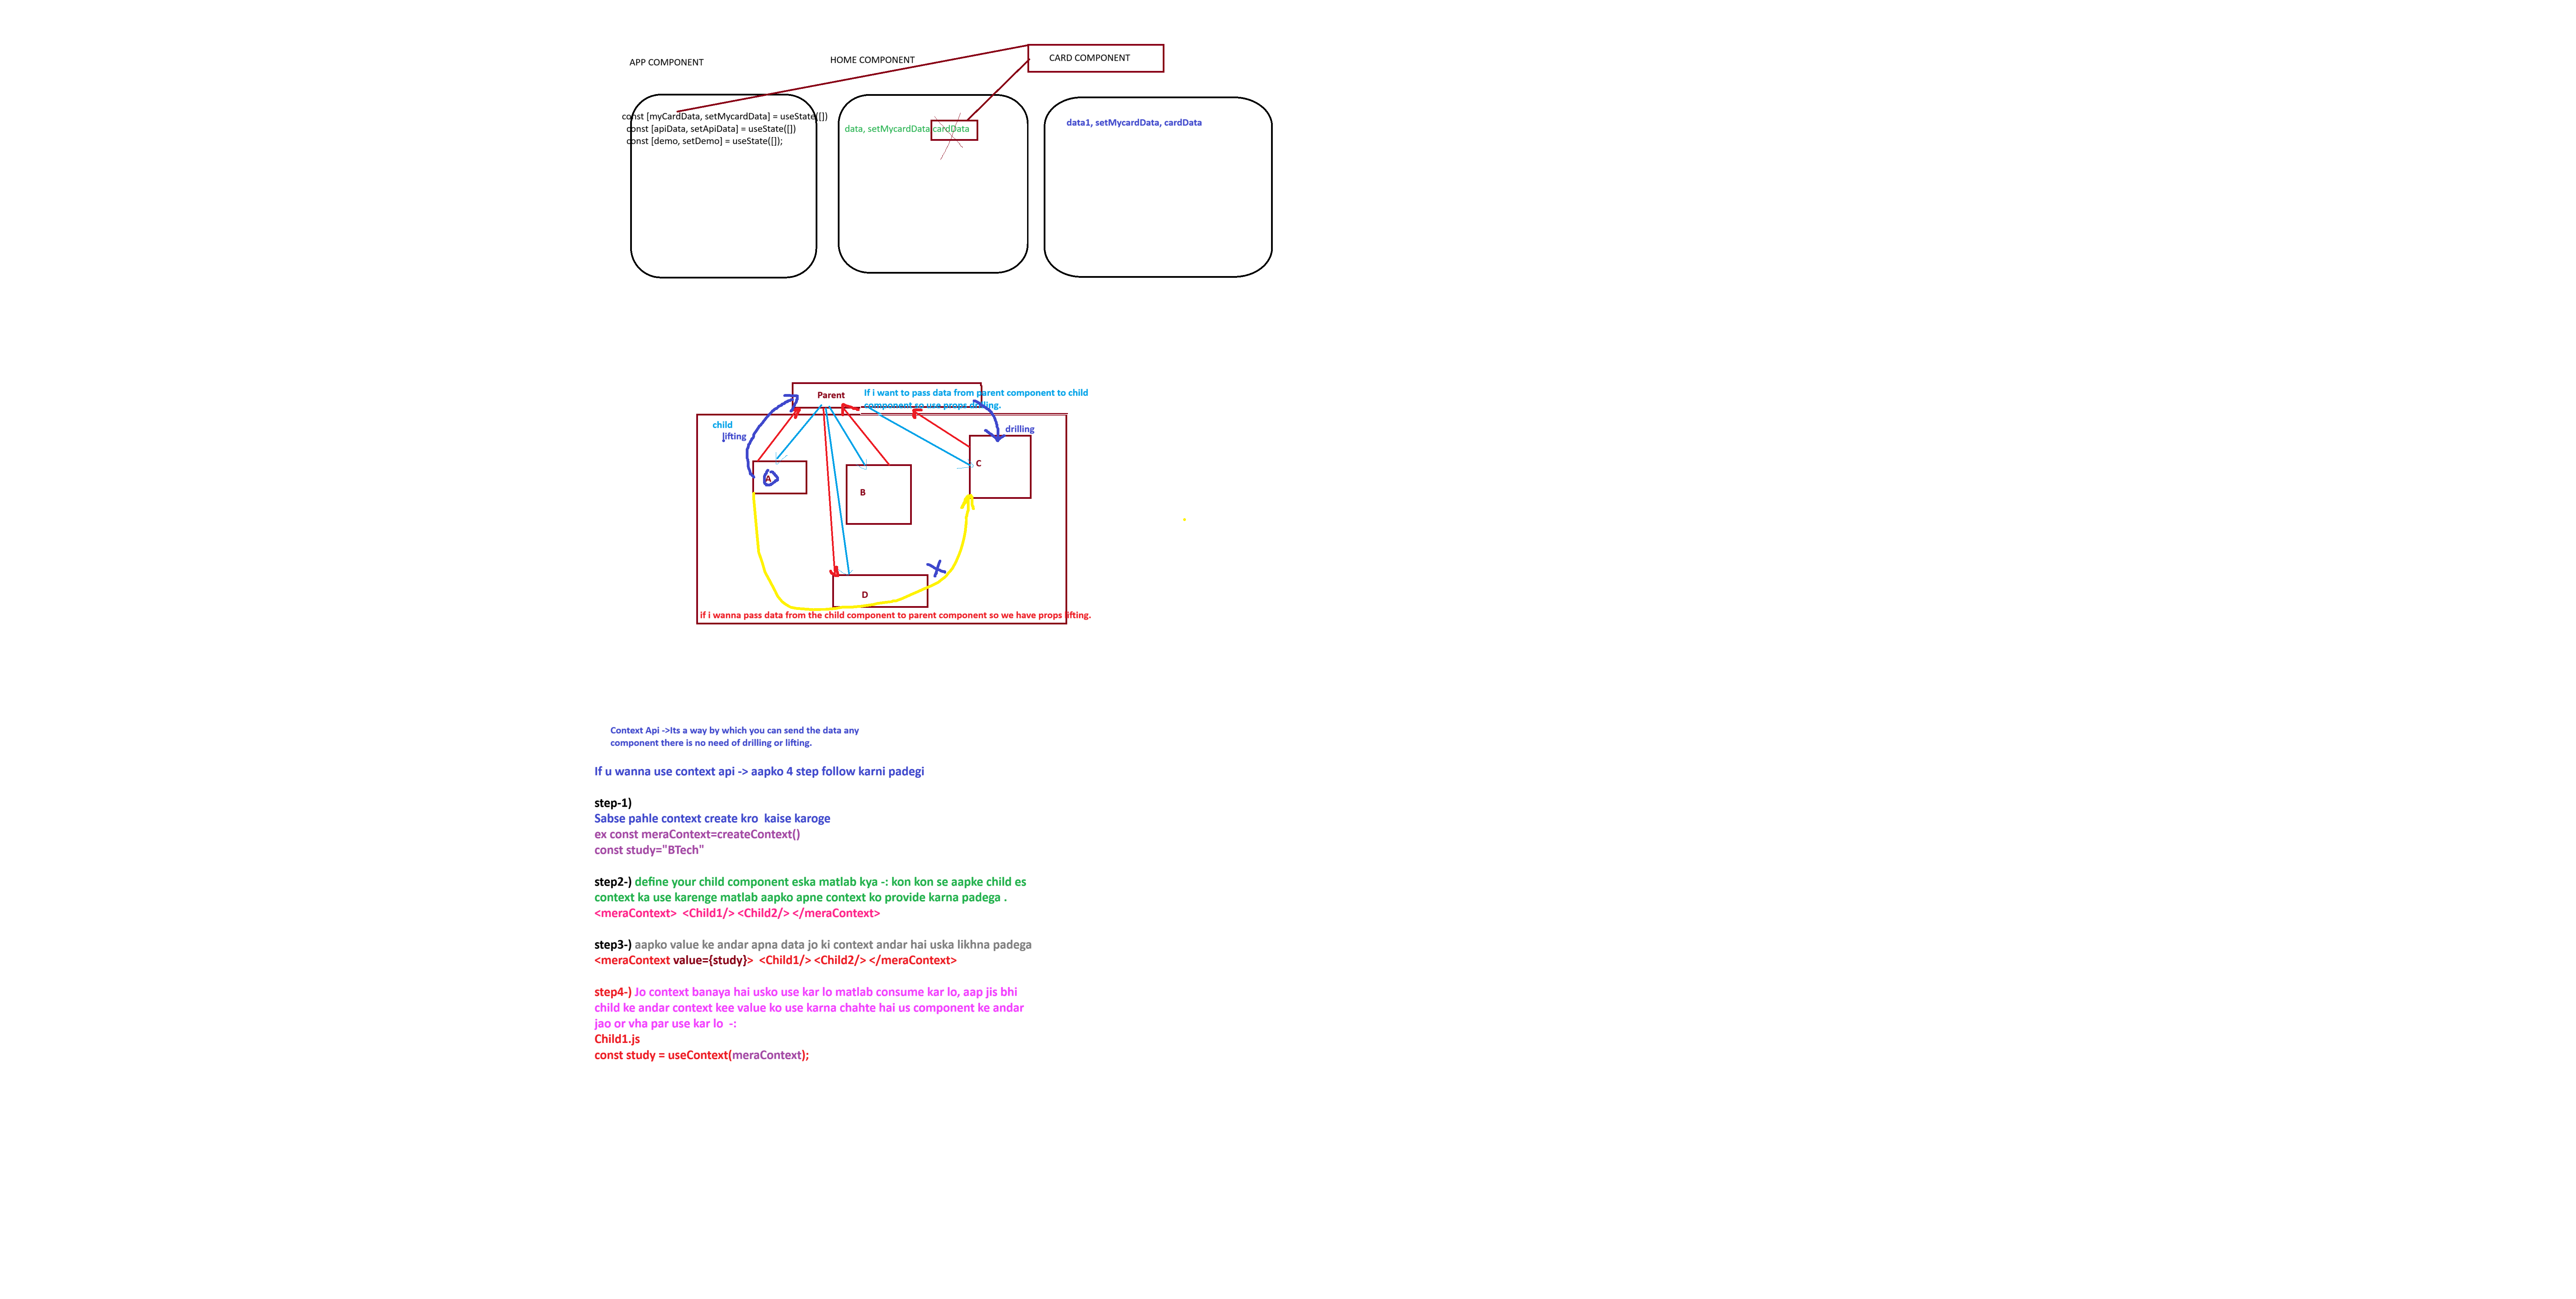 APP COMPONENT
HOME COMPONENT
CARD COMPONENT
const [myCardData, setMycardData] = useState([])
const [apiData, setApiData] = useState([])
const [demo, setDemo] = useState([]);
data, setMycardData,cardData
data1, setMycardData, cardData
Parent
If i want to pass data from parent component to child
component so use props drilling.
child
lifting
drilling
A
B
C
D
if i wanna pass data from the child component to parent component so we have props lifting.
Context Api ->Its a way by which you can send the data any
component there is no need of drilling or lifting.
If u wanna use context api -> aapko 4 step follow karni padegi
step-1)
Sabse pahle context create kro  kaise karoge
ex const meraContext=createContext()
const study="BTech"
step2-) define your child component eska matlab kya -: kon kon se aapke child es
context ka use karenge matlab aapko apne context ko provide karna padega .
<meraContext>  <Child1/> <Child2/> </meraContext>
step3-) aapko value ke andar apna data jo ki context andar hai uska likhna padega
<meraContext value={study}>  <Child1/> <Child2/> </meraContext>
step4-) Jo context banaya hai usko use kar lo matlab consume kar lo, aap jis bhi
child ke andar context kee value ko use karna chahte hai us component ke andar
jao or vha par use kar lo  -:
Child1.js
const study = useContext(meraContext);